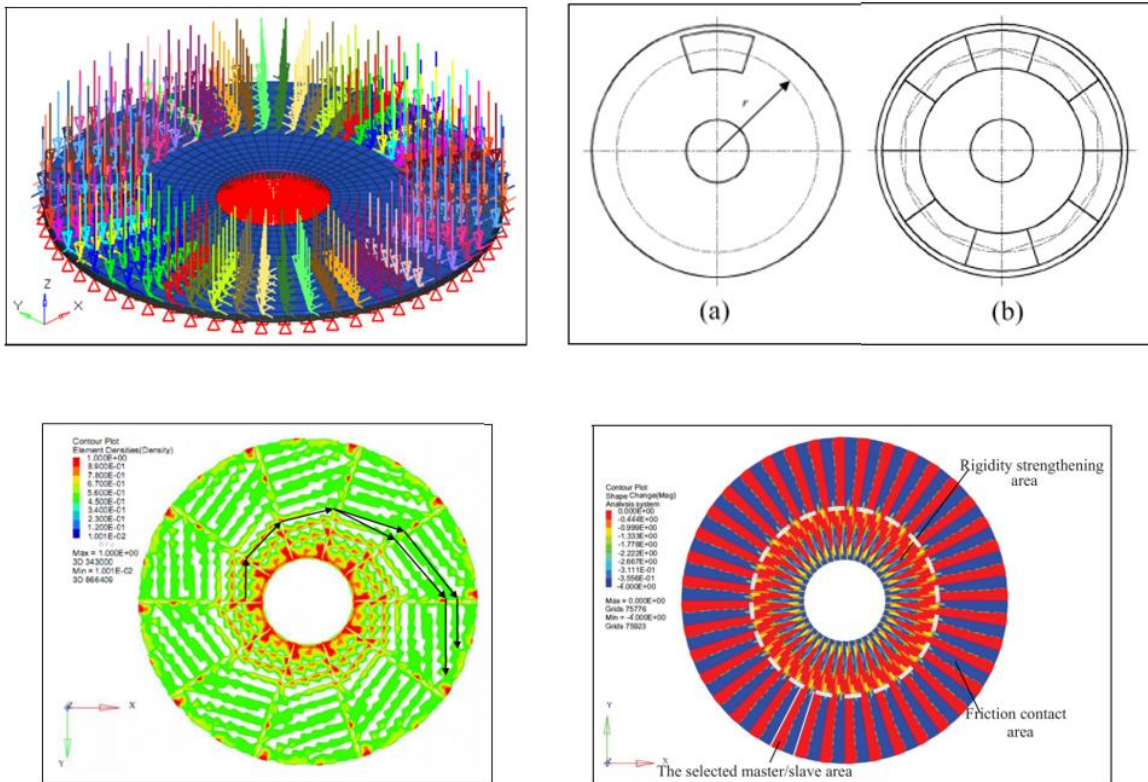 Z
Y
X
r
(a)
(b)
Contour Plot
Element Densities(Density)
1.000E+00
8.900E-01
7.800E-01
6.700E-01
5.600E-01
4.500E-01
3.400E-01
2.300E-01
1.200E-01
1.001E-02
Max = 1.000E+00
3D 343000
Min = 1.001E-02
3D 866409
X
Y
Contour Plot
Shape Change(Mag)
Analysis system
0.000E+00
-0.444E+00
-0.999E+00
-1.333E+00
-1.778E+00
-2.222E+00
-2.667E+00
-3.111E-01
-3.556E-01
-4.000E+00
Max = 0.000E+00
Grids 75776
Min = -4.000E+00
Grids 75923
Rigidity strengthening
area
Friction contact
area
The selected master/slave area
Y
X